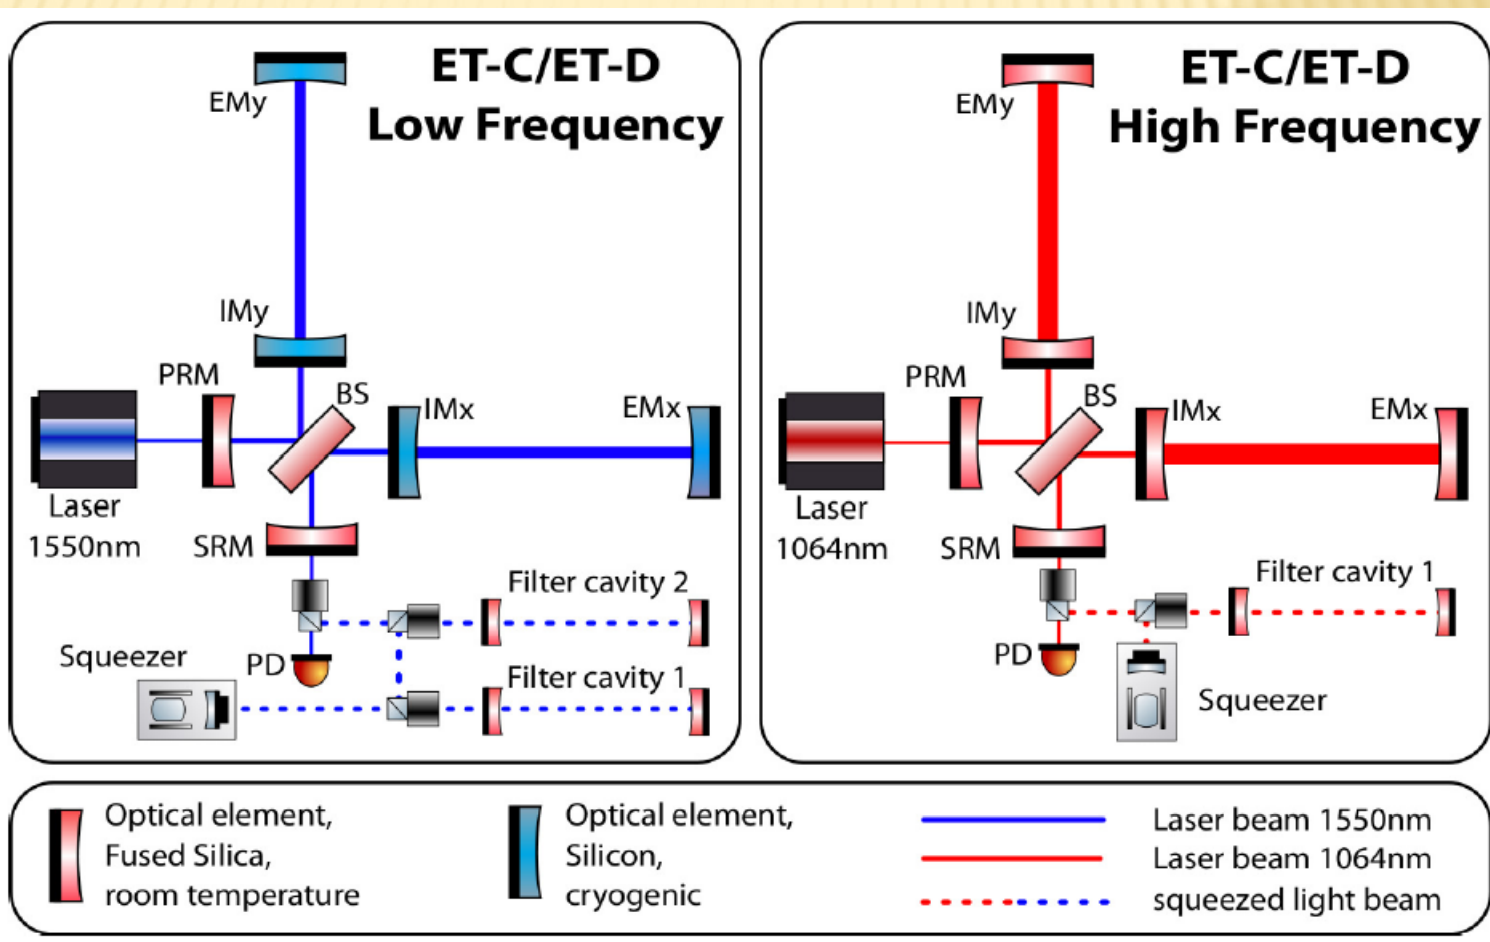 ET-C/ET-D
Low Frequency
EMy
IMy
PRM
BS
IMx
EMx
Laser
1550nm
SRM
Filter cavity 2
Squeezer
PD
Filter cavity 1
ET-C/ET-D
High Frequency
EMy
IMy
PRM
BS
IMx
EMx
Laser
1064nm
SRM
Filter cavity 1
PD
Squeezer
Optical element,
Fused Silica,
room temperature
Optical element,
Silicon,
cryogenic
Laser beam 1550nm
Laser beam 1064nm
squeezed light beam